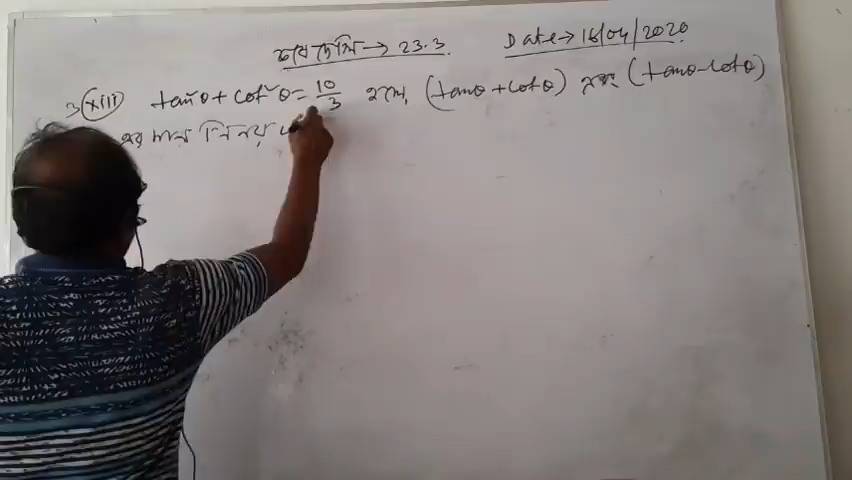 কষে দেখি → 23.3. Date → 18/04/2020
3 (xiii) tan²θ + cot²θ = 10/3 হলে, (tanθ + cotθ) এবং (tanθ - cotθ)
এর মান নির্ণয় ক